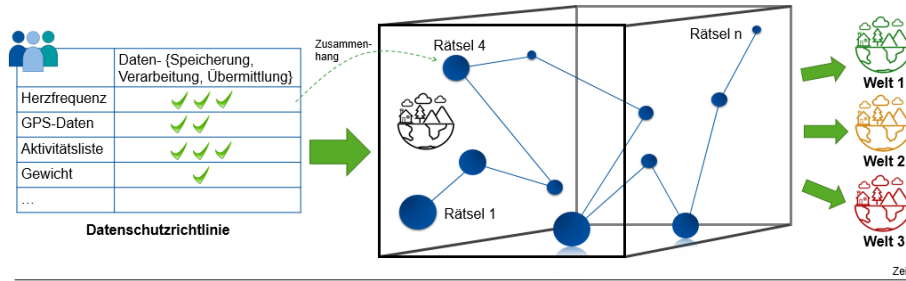 Daten- {Speicherung,
Verarbeitung, Übermittlung}
Herzfrequenz
GPS-Daten
Aktivitätsliste
Gewicht
…
Datenschutzrichtlinie
Zusammen-
hang
Rätsel 4
Rätsel 1
Rätsel n
Welt 1
Welt 2
Welt 3
Zei